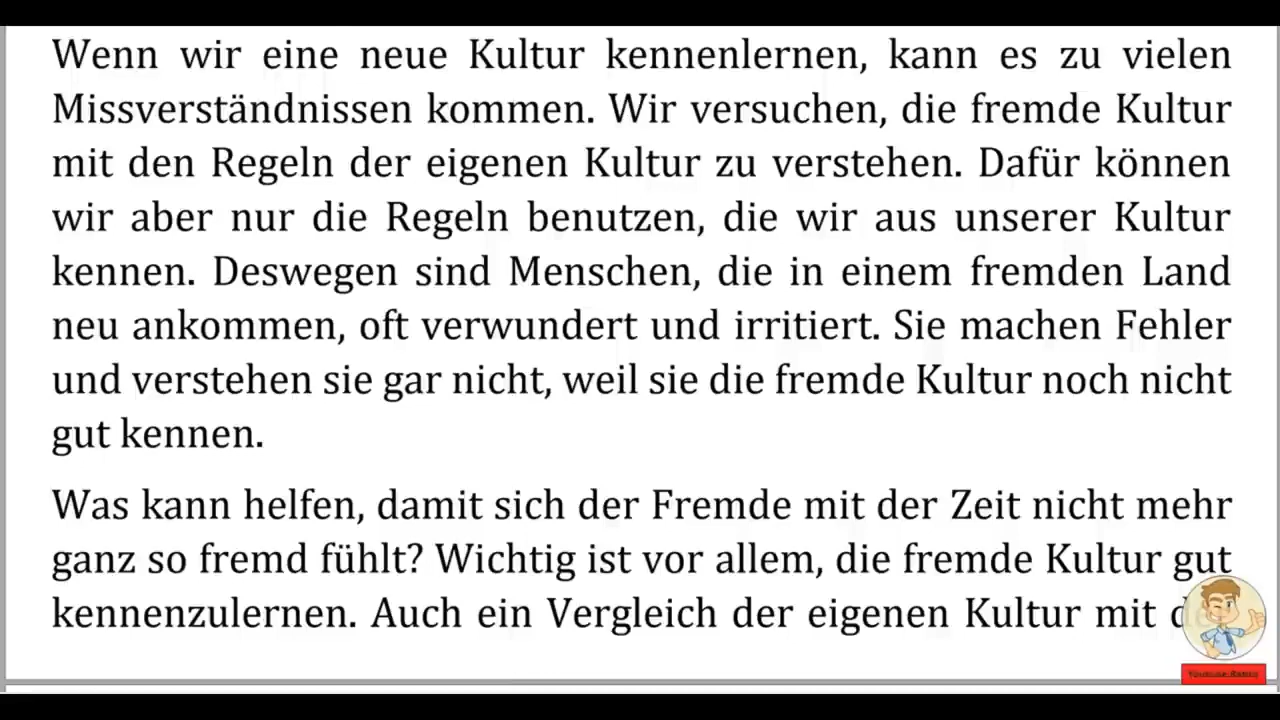 Wenn wir eine neue Kultur kennenlernen, kann es zu vielen
Missverständnissen kommen. Wir versuchen, die fremde Kultur
mit den Regeln der eigenen Kultur zu verstehen. Dafür können
wir aber nur die Regeln benutzen, die wir aus unserer Kultur
kennen. Deswegen sind Menschen, die in einem fremden Land
neu ankommen, oft verwundert und irritiert. Sie machen Fehler
und verstehen sie gar nicht, weil sie die fremde Kultur noch nicht
gut kennen.
Was kann helfen, damit sich der Fremde mit der Zeit nicht mehr
ganz so fremd fühlt? Wichtig ist vor allem, die fremde Kultur gut
kennenzulernen. Auch ein Vergleich der eigenen Kultur mit